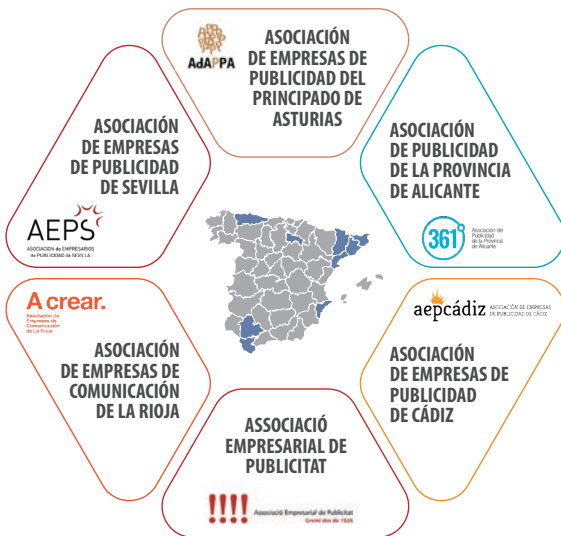 AdAPPA
ASOCIACIÓN
DE EMPRESAS DE
PUBLICIDAD DEL
PRINCIPADO DE
ASTURIAS
ASOCIACIÓN
DE EMPRESAS
DE PUBLICIDAD
DE SEVILLA
AEPS
ASOCIACIÓN de EMPRESARIOS
de PUBLICIDAD de SEVILLA
ASOCIACIÓN
DE PUBLICIDAD
DE LA PROVINCIA
DE ALICANTE
361°
Asociación de
Publicidad
de la Provincia
de Alicante
A crear.
Asociación de
Empresas de
Comunicación
de La Rioja
ASOCIACIÓN
DE EMPRESAS DE
COMUNICACIÓN
DE LA RIOJA
aepcádiz
ASOCIACIÓN DE EMPRESAS
DE PUBLICIDAD DE CÁDIZ
ASOCIACIÓN
DE EMPRESAS DE
PUBLICIDAD
DE CÁDIZ
ASSOCIACIÓ
EMPRESARIAL DE
PUBLICITAT
!!!!
Associació Empresarial de Publicitat
Gremi des de 1926